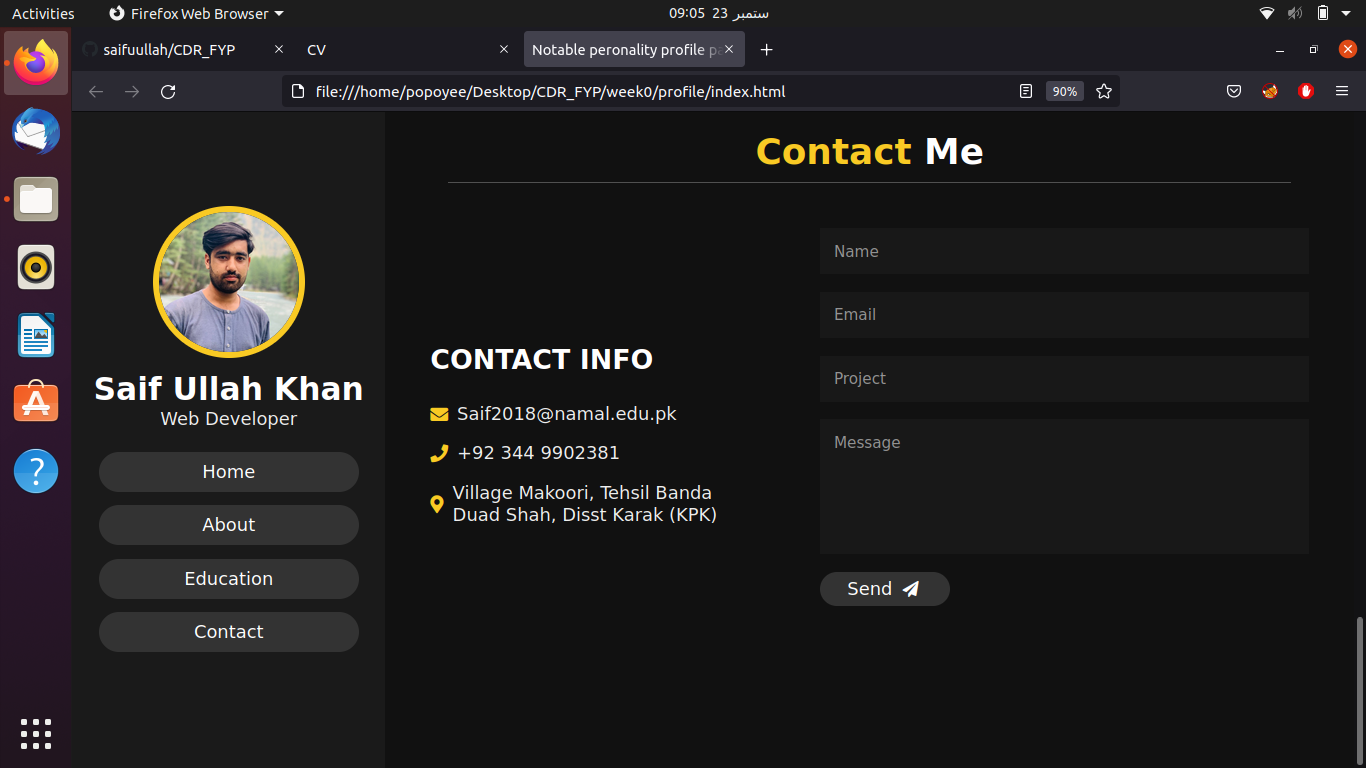 Activities
Firefox Web Browser
23 ستمبر 09:05
saifuullah/CDR_FYP
CV
Notable peronality profile pa
file:///home/popoyee/Desktop/CDR_FYP/week0/profile/index.html
90%
Saif Ullah Khan
Web Developer
Home
About
Education
Contact
Contact Me
CONTACT INFO
Saif2018@namal.edu.pk
+92 344 9902381
Village Makoori, Tehsil Banda
Duad Shah, Disst Karak (KPK)
Name
Email
Project
Message
Send